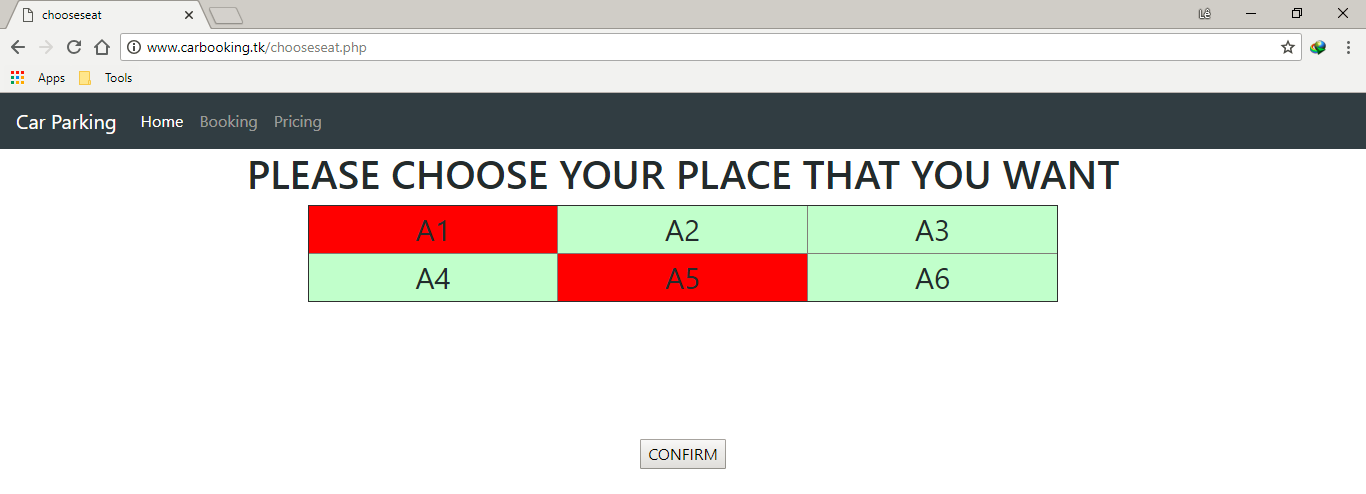 chooseseat
Lê
www.carbooking.tk/chooseseat.php
Apps Tools
Car Parking Home Booking Pricing
PLEASE CHOOSE YOUR PLACE THAT YOU WANT
A1 A2 A3
A4 A5 A6
CONFIRM